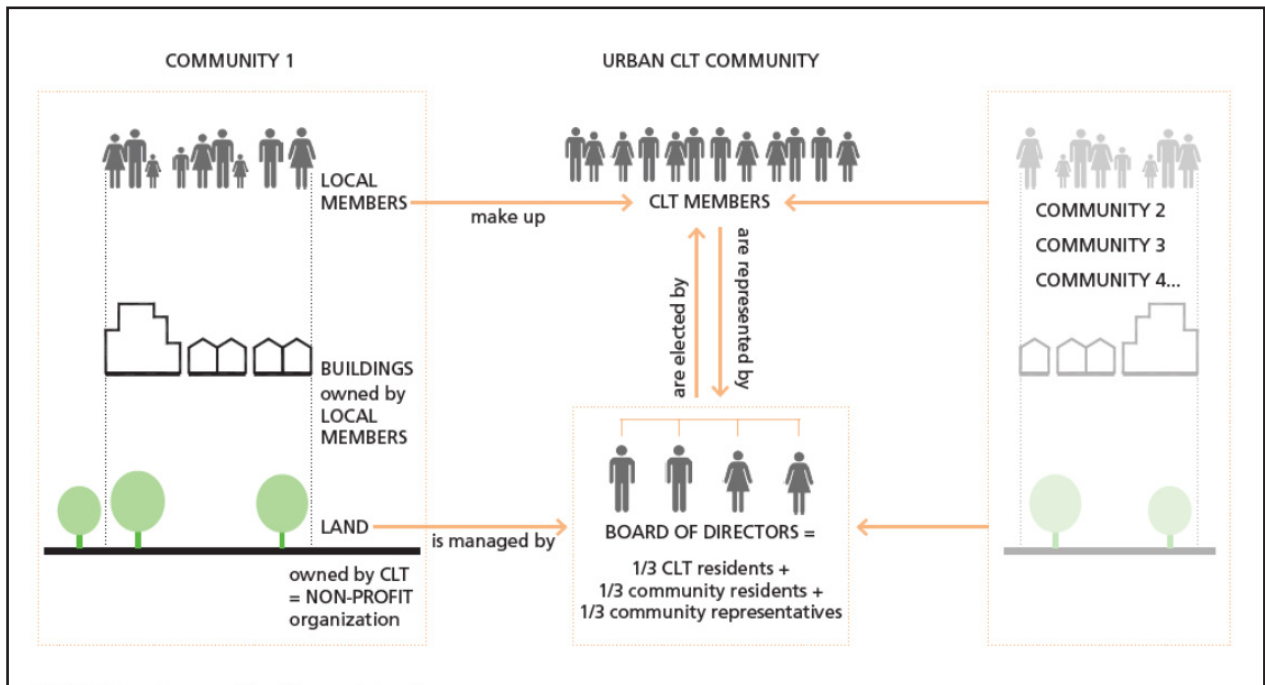 COMMUNITY 1
LOCAL
MEMBERS
make up
BUILDINGS
owned by
LOCAL
MEMBERS
LAND
is managed by
owned by CLT
= NON-PROFIT
organization
URBAN CLT COMMUNITY
CLT MEMBERS
are elected by
are represented by
BOARD OF DIRECTORS =
1/3 CLT residents +
1/3 community residents +
1/3 community representatives
COMMUNITY 2
COMMUNITY 3
COMMUNITY 4...